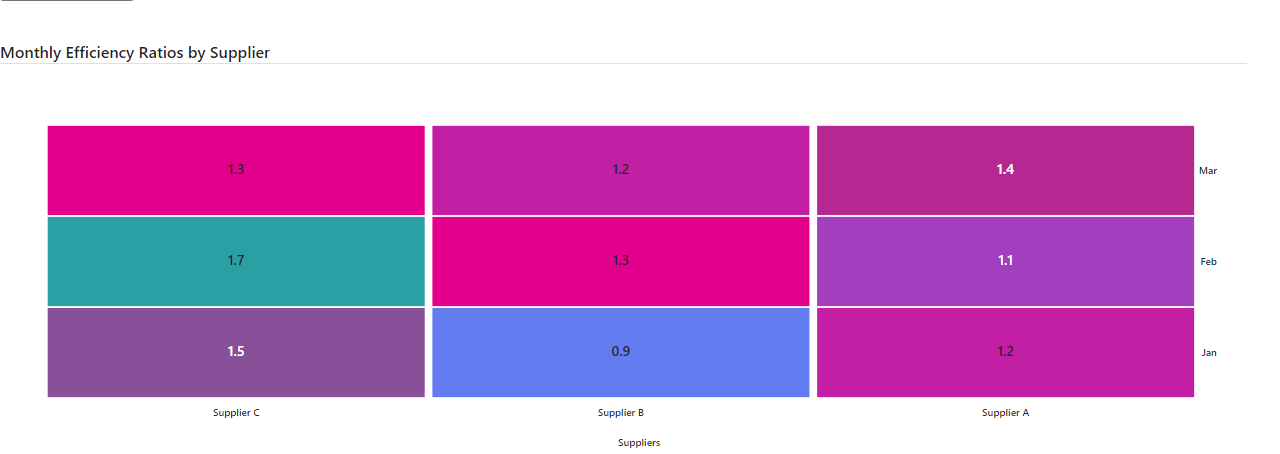 Monthly Efficiency Ratios by Supplier
1.3 1.2 1.4 Mar
1.7 1.3 1.1 Feb
1.5 0.9 1.2 Jan
Supplier C Supplier B Supplier A
Suppliers